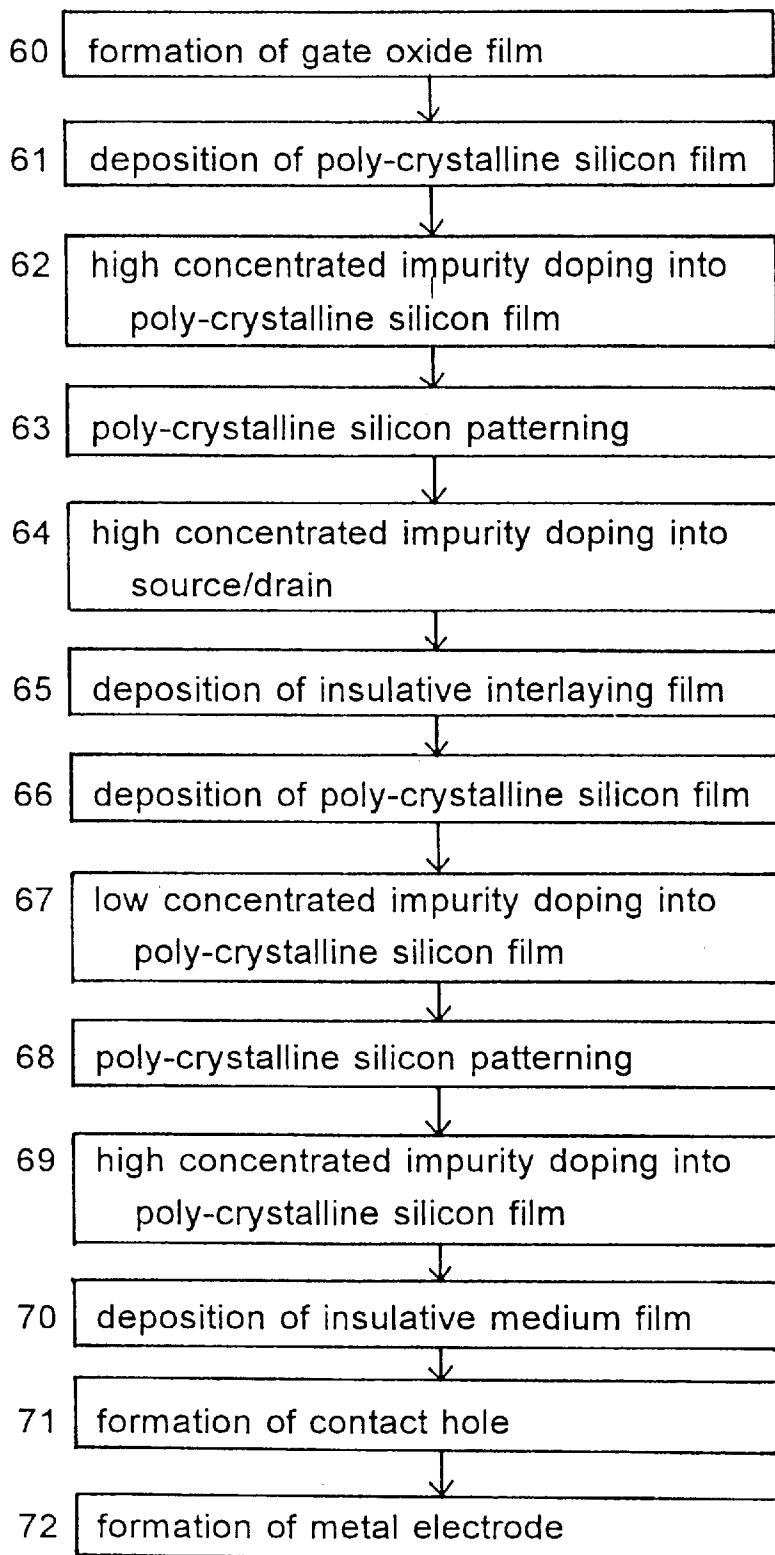 60 formation of gate oxide film
61 deposition of poly-crystalline silicon film
62 high concentrated impurity doping into
poly-crystalline silicon film
63 poly-crystalline silicon patterning
64 high concentrated impurity doping into
source/drain
65 deposition of insulative interlaying film
66 deposition of poly-crystalline silicon film
67 low concentrated impurity doping into
poly-crystalline silicon film
68 poly-crystalline silicon patterning
69 high concentrated impurity doping into
poly-crystalline silicon film
70 deposition of insulative medium film
71 formation of contact hole
72 formation of metal electrode